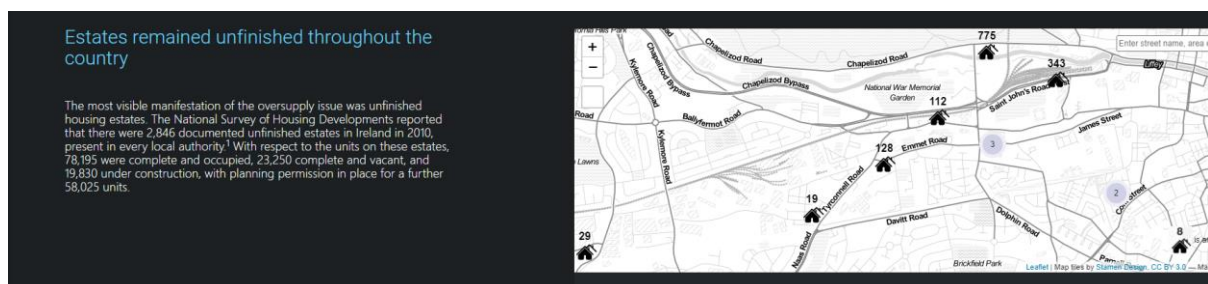 Estates remained unfinished throughout the
country
The most visible manifestation of the oversupply issue was unfinished
housing estates. The National Survey of Housing Developments reported
that there were 2,846 documented unfinished estates in Ireland in 2010,
present in every local authority.1 With respect to the units on these estates,
78,195 were complete and occupied, 23,250 complete and vacant, and
19,830 under construction, with planning permission in place for a further
58,025 units.
+
−
Park
775
Enter street name, area
Chapelizod Road
Chapelizod Road
343
Liffey
Kylemore Road
Chapelizod Bypass
Chapelizod Bypass
National War Memorial
Garden
Saint John's Road
112
Road
Ballyfermot Road
James Street
Kylemore Road
Emmet Road
3
128
Lawns
2
19
Tyrconnell Road
Davitt Road
Dolphin Road
8
29
Naas Road
Brickfield Park
Leaflet | Map tiles by Stamen Design, CC BY 3.0 —